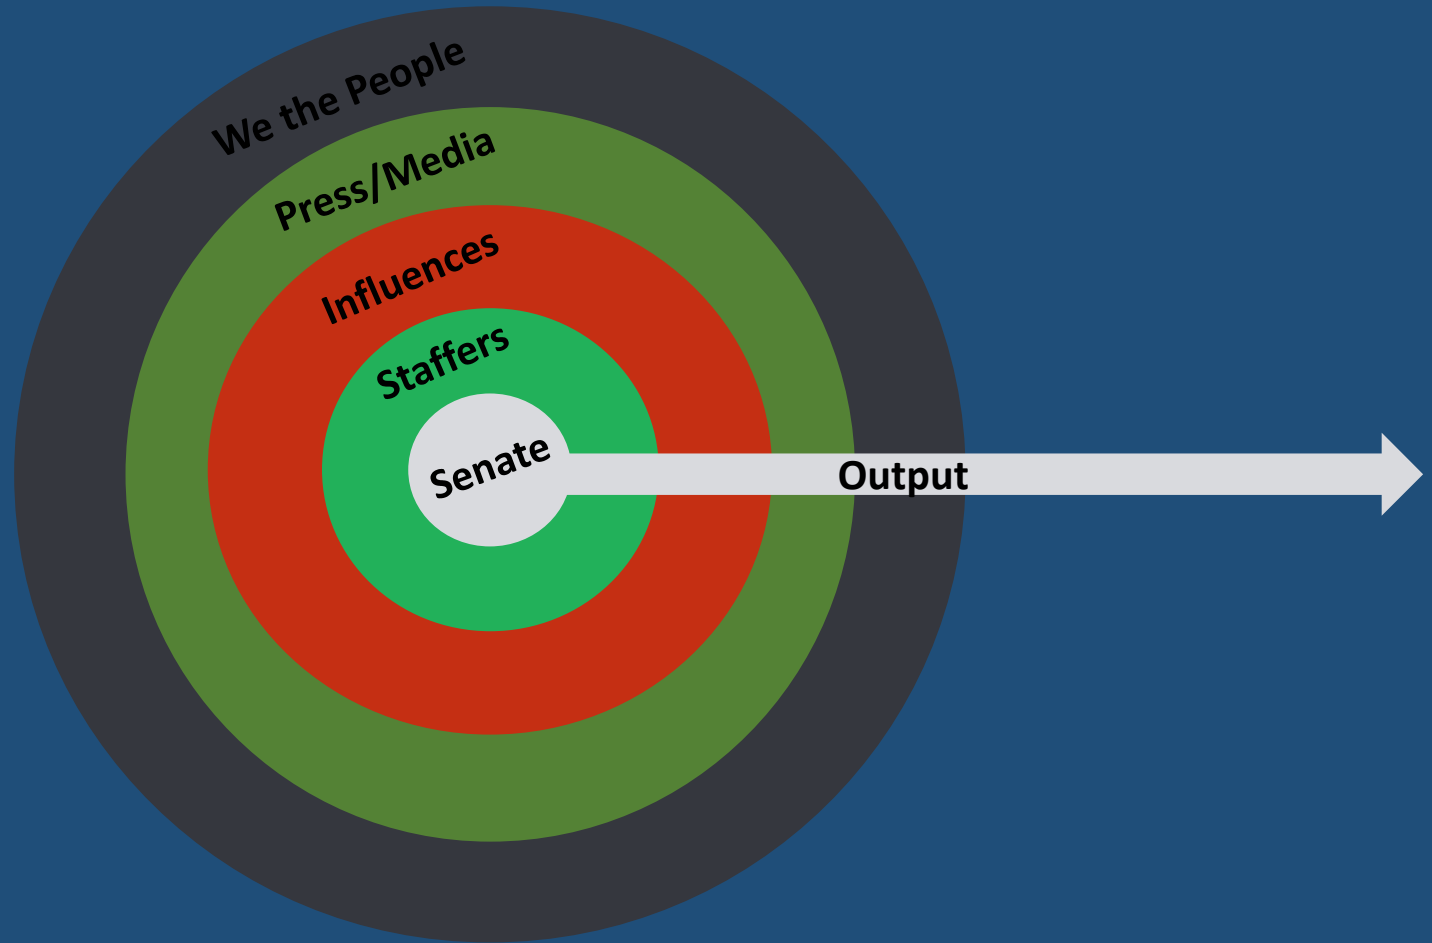 We the People
Press/Media
Influences
Staffers
Senate
Output